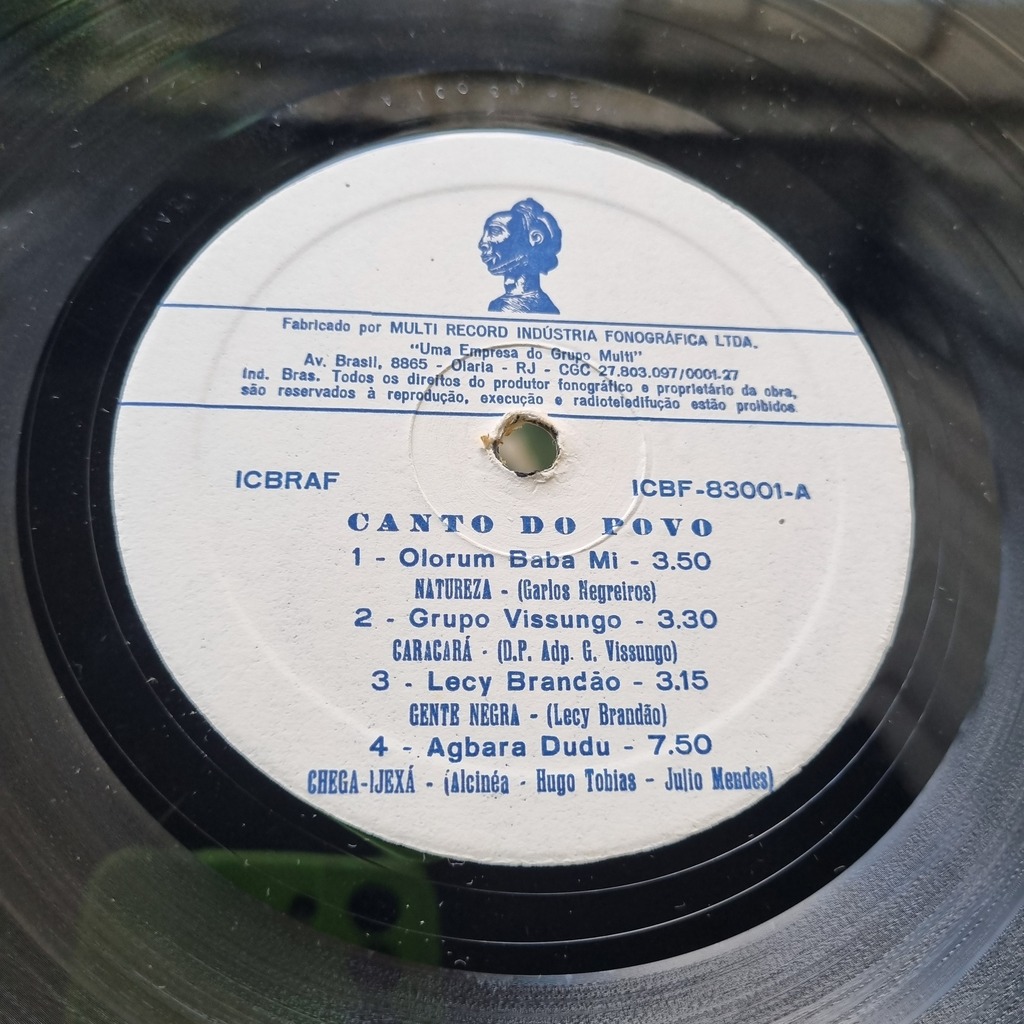 Fabricado por MULTI RECORD INDÚSTRIA FONOGRÁFICA LTDA.
"Uma Empresa do Grupo Multi"
Av. Brasil, 8865 - Olaria - RJ - CGC 27.803.097/0001-27
Ind. Bras. Todos os direitos do produtor fonográfico e proprietário da obra,
são reservados à reprodução, execução e radioteledifução estão proibidos
ICBRAF
ICBF-83001-A
CANTO DO POVO
1 - Olorum Baba Mi - 3.50
NATUREZA - (Garlos Negreiros)
2 - Grupo Vissungo - 3.30
CARACARÁ - (D.P. Adp. G. Vissungo)
3 - Lecy Brandão - 3.15
GENTE NEGRA - (Lecy Brandão)
4 - Agbara Dudu - 7.50
CHEGA-IJEXÁ - (Alcinéa - Hugo Tobias - Julio Mendes)